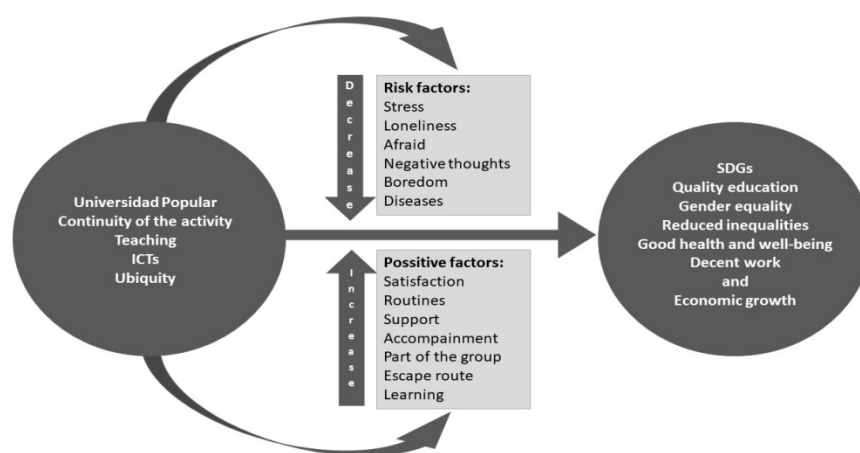 Universidad Popular
Continuity of the activity
Teaching
ICTs
Ubiquity
Decrease
Risk factors:
Stress
Loneliness
Afraid
Negative thoughts
Boredom
Diseases
Increase
Possitive factors:
Satisfaction
Routines
Support
Accompainment
Part of the group
Escape route
Learning
SDGs
Quality education
Gender equality
Reduced inequalities
Good health and well-being
Decent work
and
Economic growth